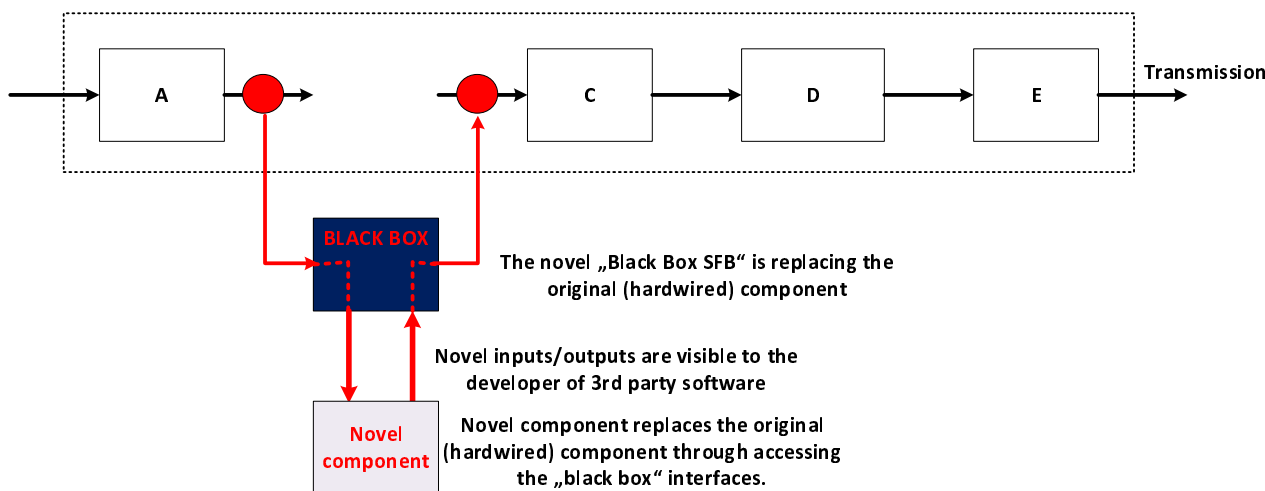 A
C
D
E
Transmission
BLACK BOX
The novel „Black Box SFB“ is replacing the
original (hardwired) component
Novel inputs/outputs are visible to the
developer of 3rd party software
Novel
component
Novel component replaces the original
(hardwired) component through accessing
the „black box“ interfaces.